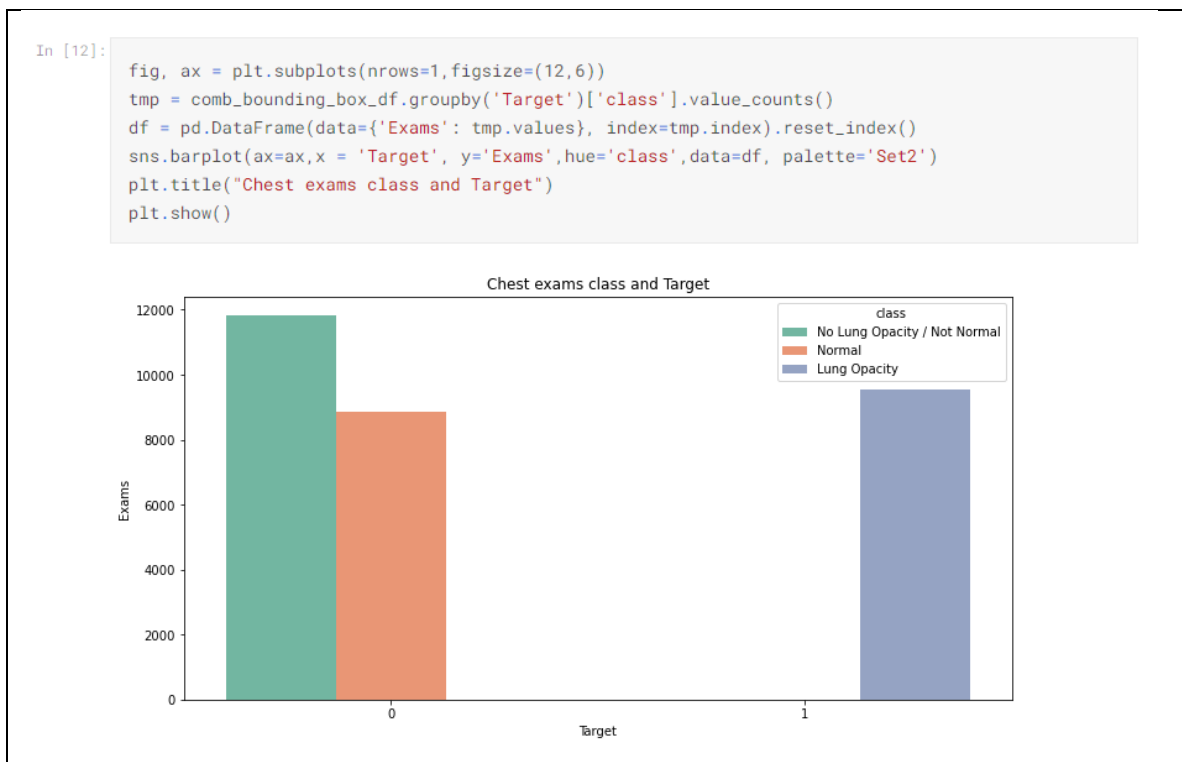 In [12]:
fig, ax = plt.subplots(nrows=1,figsize=(12,6))
tmp = comb_bounding_box_df.groupby('Target')['class'].value_counts()
df = pd.DataFrame(data={'Exams': tmp.values}, index=tmp.index).reset_index()
sns.barplot(ax=ax,x = 'Target', y='Exams',hue='class',data=df, palette='Set2')
plt.title("Chest exams class and Target")
plt.show()
Chest exams class and Target
class
No Lung Opacity / Not Normal
Normal
Lung Opacity
12000
10000
8000
6000
4000
2000
0
Exams
0 1
Target